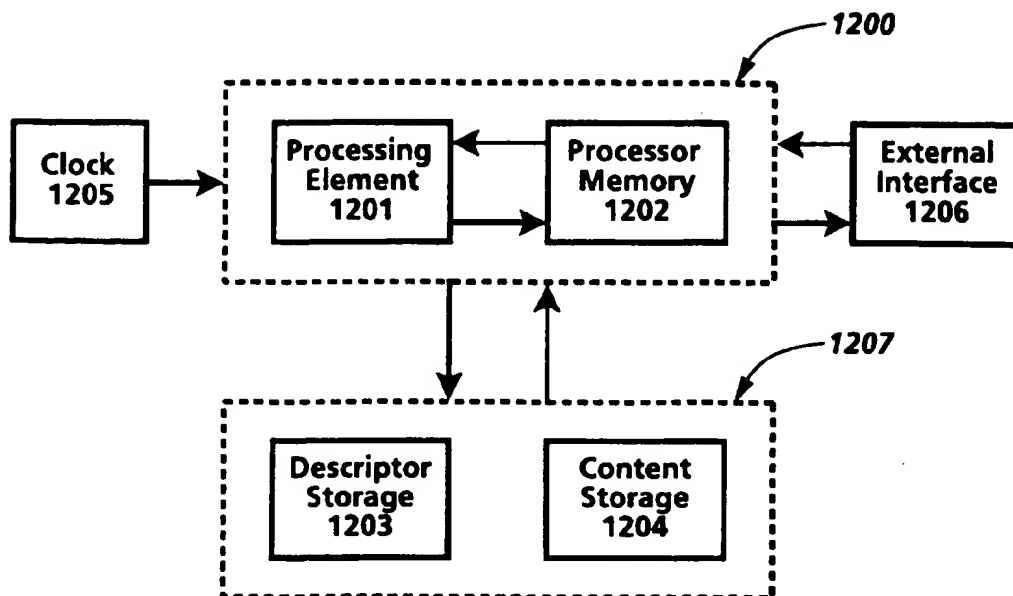 1200
Clock
1205
Processing
Element
1201
Processor
Memory
1202
External
Interface
1206
1207
Descriptor
Storage
1203
Content
Storage
1204